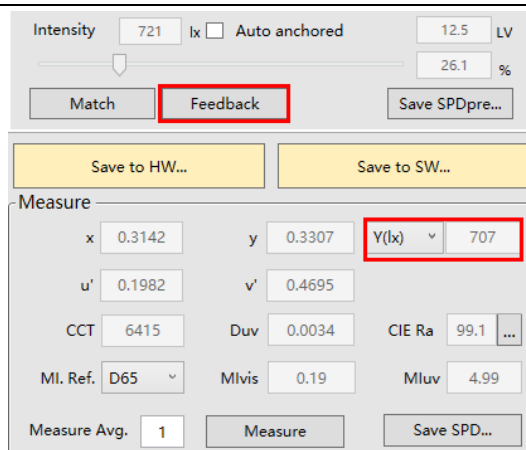 Intensity 721 lx Auto anchored 12.5 LV
26.1 %
Match Feedback Save SPDpre...
Save to HW... Save to SW...
Measure
x 0.3142 y 0.3307 Y(lx) 707
u' 0.1982 v' 0.4695
CCT 6415 Duv 0.0034 CIE Ra 99.1 ...
MI. Ref. D65 MIvis 0.19 MIuv 4.99
Measure Avg. 1 Measure Save SPD...